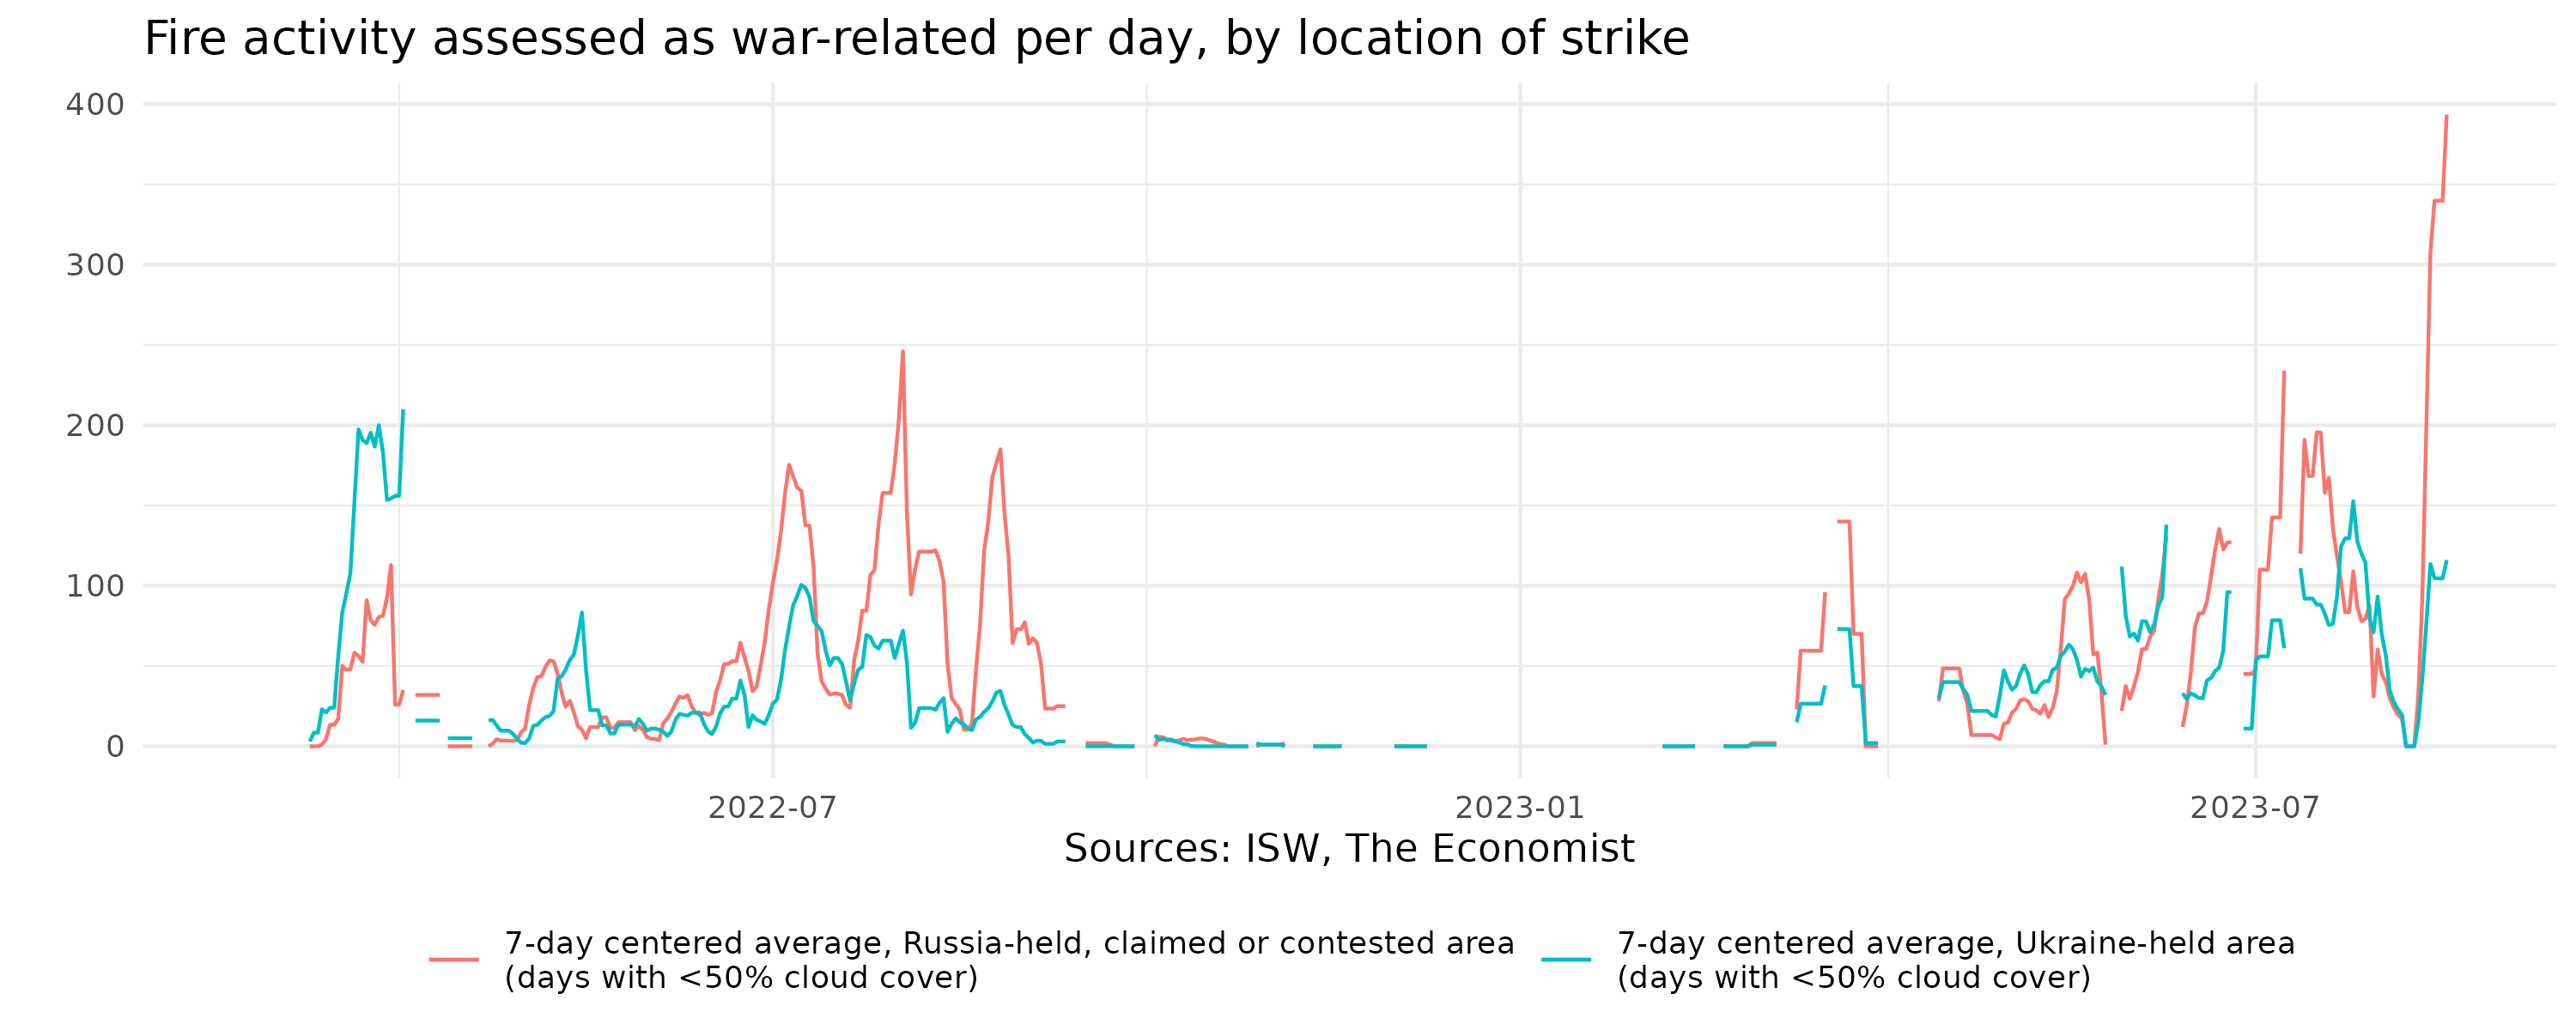 Fire activity assessed as war-related per day, by location of strike
400
300
200
100
0
2022-07
2023-01
2023-07
Sources: ISW, The Economist
7-day centered average, Russia-held, claimed or contested area
(days with <50% cloud cover)
7-day centered average, Ukraine-held area
(days with <50% cloud cover)